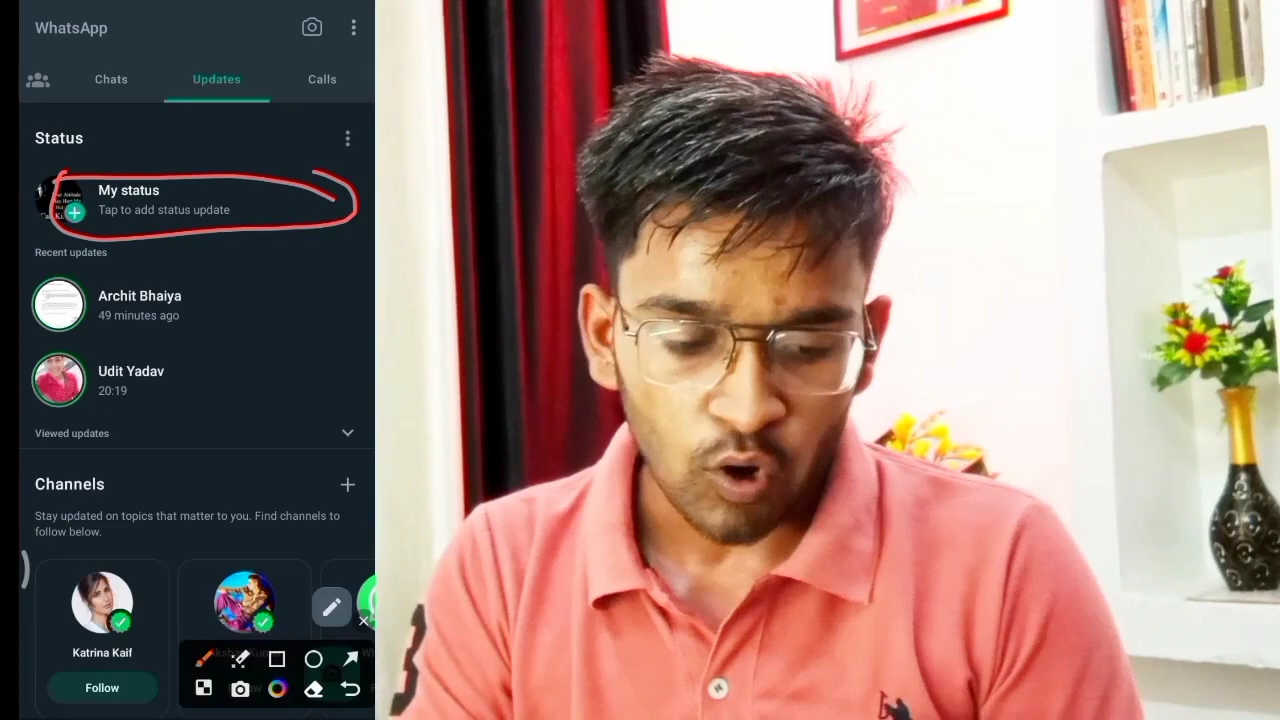 WhatsApp
Chats
Updates
Calls
Status
My status
Tap to add status update
Recent updates
Archit Bhaiya
49 minutes ago
Udit Yadav
20:19
Viewed updates
Channels
Stay updated on topics that matter to you. Find channels to
follow below.
Katrina Kaif
Follow